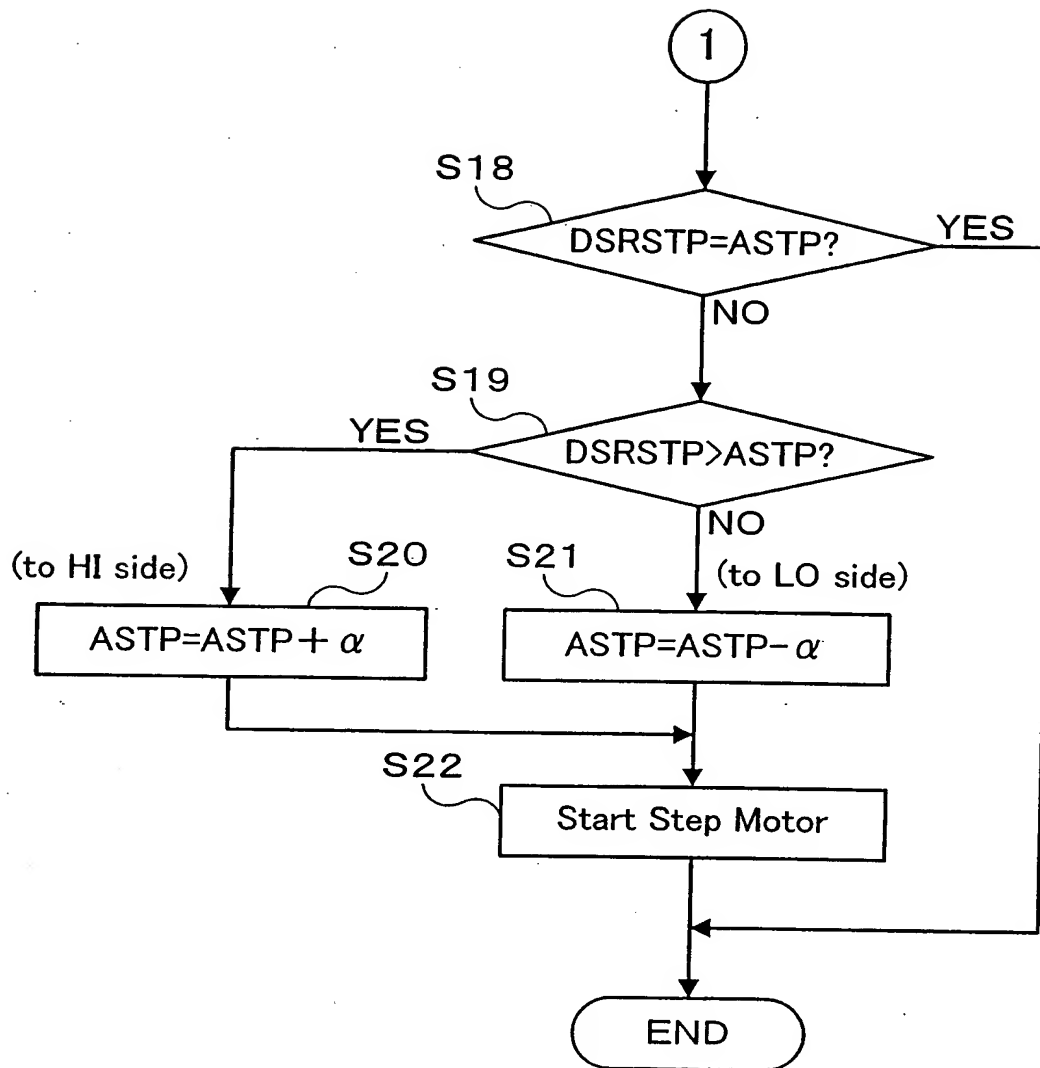 1
S18
DSRSTP=ASTP?
YES
NO
S19
YES
DSRSTP>ASTP?
NO
(to HI side)
S20
S21
(to LO side)
ASTP=ASTP+α
ASTP=ASTP-α
S22
Start Step Motor
END